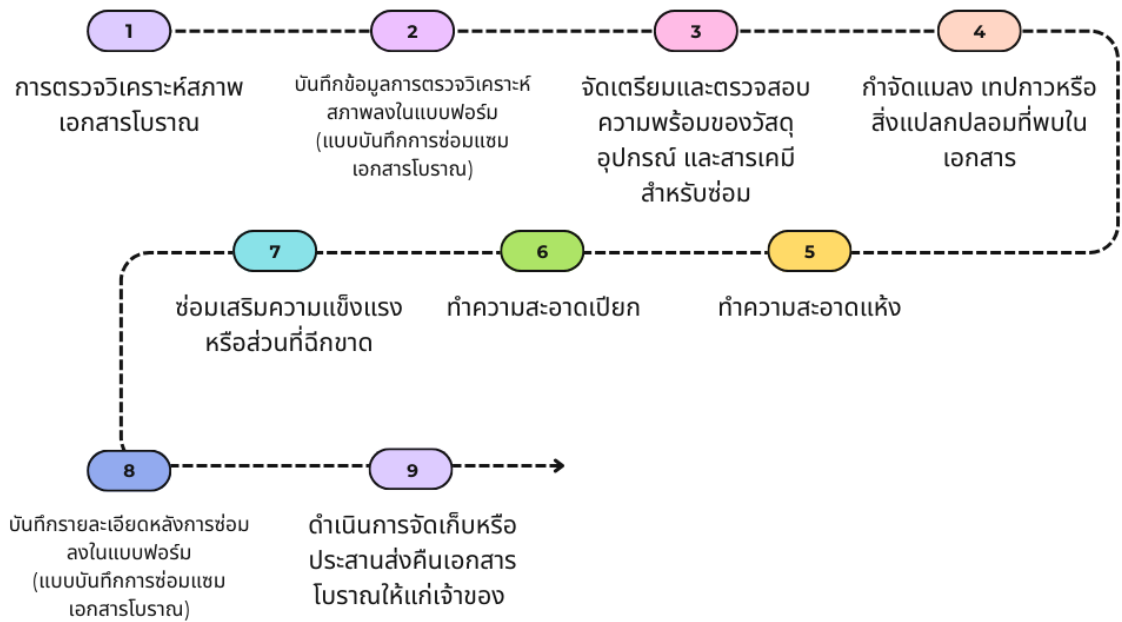 1
การตรวจวิเคราะห์สภาพ
เอกสารโบราณ
2
บันทึกข้อมูลการตรวจวิเคราะห์
สภาพลงในแบบฟอร์ม
(แบบบันทึกการซ่อมแซม
เอกสารโบราณ)
3
จัดเตรียมและตรวจสอบ
ความพร้อมของวัสดุ
อุปกรณ์ และสารเคมี
สำหรับซ่อม
4
กำจัดแมลง เทปกาวหรือ
สิ่งแปลกปลอมที่พบใน
เอกสาร
5
ทำความสะอาดแห้ง
6
ทำความสะอาดเปียก
7
ซ่อมเสริมความแข็งแรง
หรือส่วนที่ฉีกขาด
8
บันทึกรายละเอียดหลังการซ่อม
ลงในแบบฟอร์ม
(แบบบันทึกการซ่อมแซม
เอกสารโบราณ)
9
ดำเนินการจัดเก็บหรือ
ประสานส่งคืนเอกสาร
โบราณให้แก่เจ้าของ